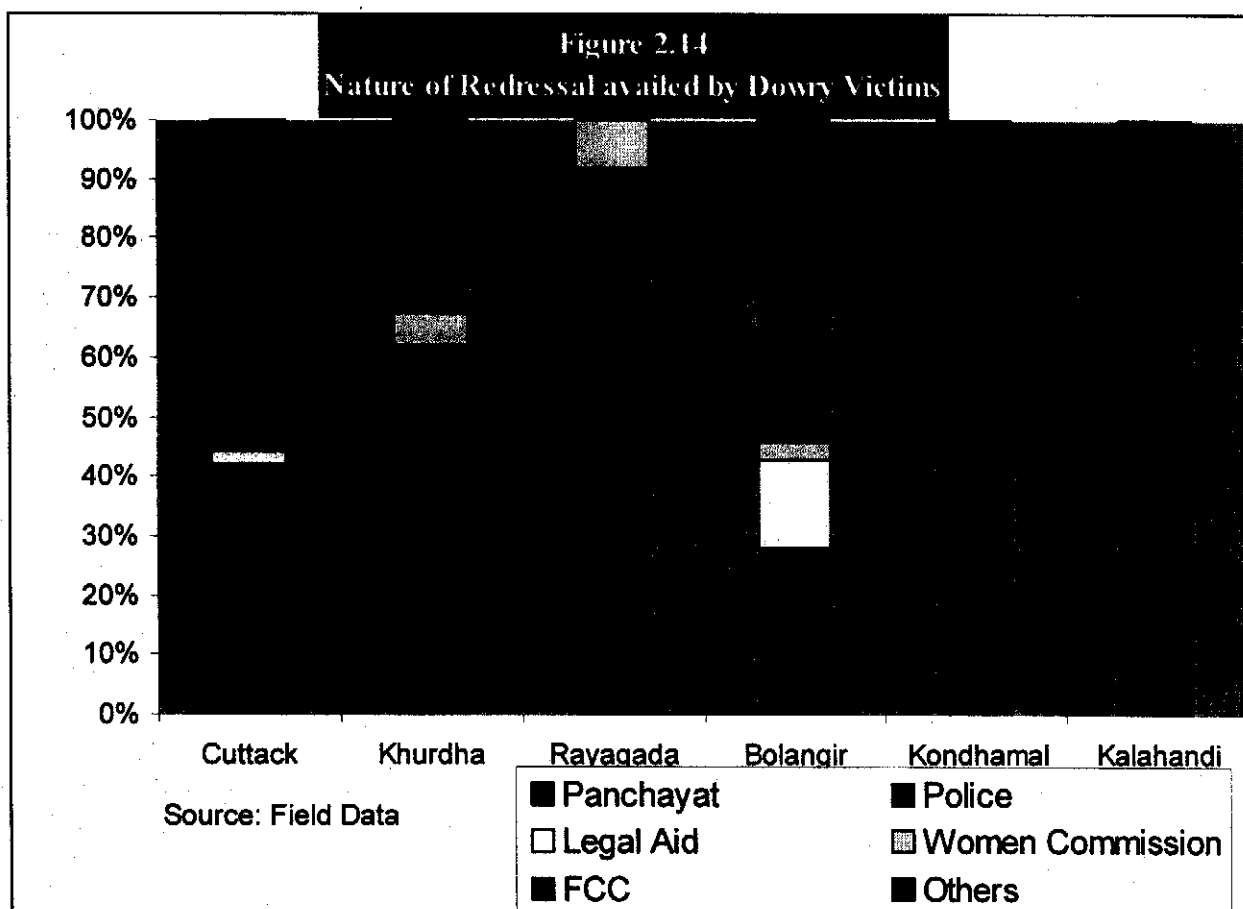 Figure 2.14
Nature of Redressal availed by Dowry Victims
100%
90%
80%
70%
60%
50%
40%
30%
20%
10%
0%
Cuttack Khurdha Rayagada Bolangir Kondhamal Kalahandi
Source: Field Data
Panchayat Police
Legal Aid Women Commission
FCC Others